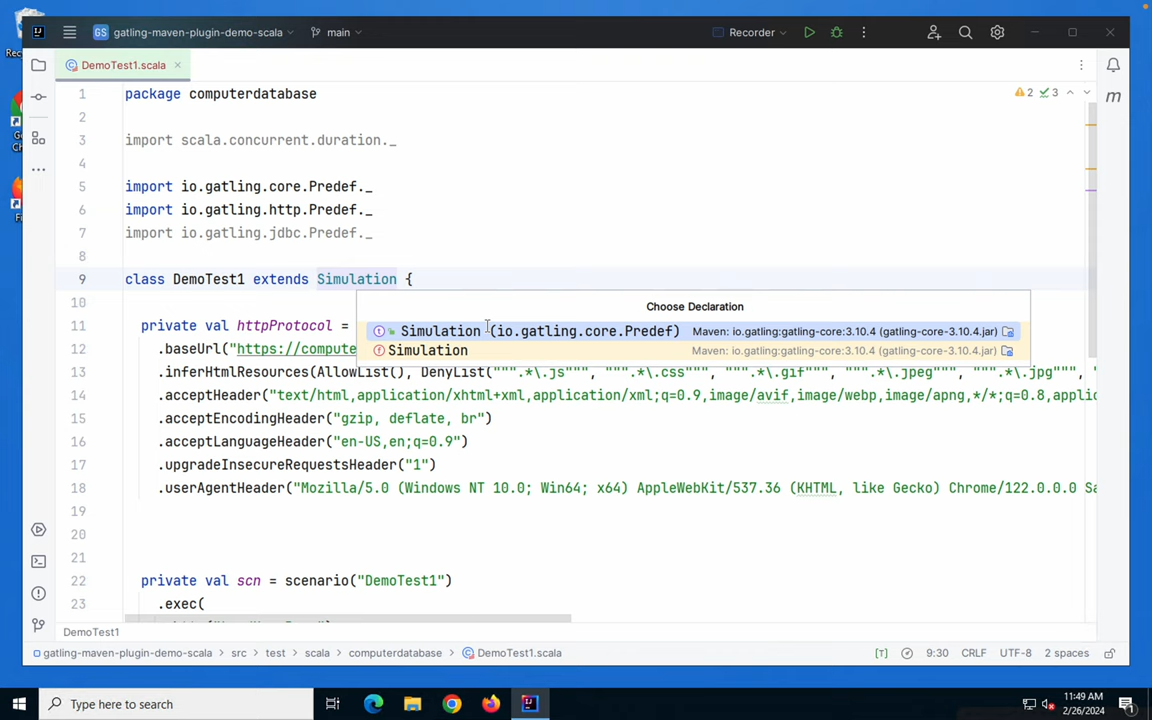 GS gatling-maven-plugin-demo-scala main Recorder
DemoTest1.scala
2 3
1 package computerdatabase
2
3 import scala.concurrent.duration._
4
5 import io.gatling.core.Predef._
6 import io.gatling.http.Predef._
7 import io.gatling.jdbc.Predef._
8
9 class DemoTest1 extends Simulation {
10
Choose Declaration
11 private val httpProtocol =
Simulation (io.gatling.core.Predef) Maven: io.gatling:gatling-core:3.10.4 (gatling-core-3.10.4.jar)
12 .baseUrl("https://compute
Simulation Maven: io.gatling:gatling-core:3.10.4 (gatling-core-3.10.4.jar)
13 .inferHtmlResources(AllowList(), DenyList(""".*\.js""", """.*\.css""", """.*\.gif""", """.*\.jpeg""", """.*\.jpg""", "
14 .acceptHeader("text/html,application/xhtml+xml,application/xml;q=0.9,image/avif,image/webp,image/apng,*/*;q=0.8,applic
15 .acceptEncodingHeader("gzip, deflate, br")
16 .acceptLanguageHeader("en-US,en;q=0.9")
17 .upgradeInsecureRequestsHeader("1")
18 .userAgentHeader("Mozilla/5.0 (Windows NT 10.0; Win64; x64) AppleWebKit/537.36 (KHTML, like Gecko) Chrome/122.0.0.0 Sa
19
20
21
22 private val scn = scenario("DemoTest1")
23 .exec(
DemoTest1
gatling-maven-plugin-demo-scala > src > test > scala > computerdatabase > DemoTest1.scala [T] 9:30 CRLF UTF-8 2 spaces
Type here to search
11:49 AM
2/26/2024
1